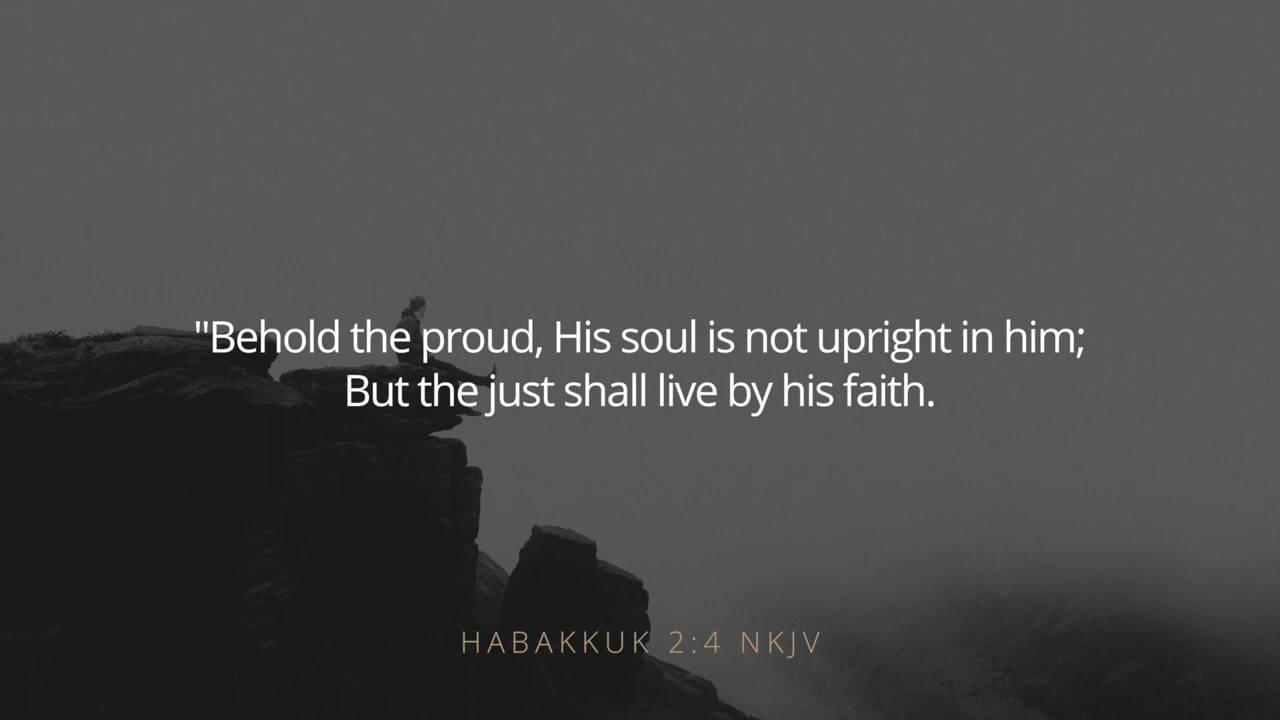 "Behold the proud, His soul is not upright in him;
But the just shall live by his faith.
HABAKKUK 2:4 NKJV